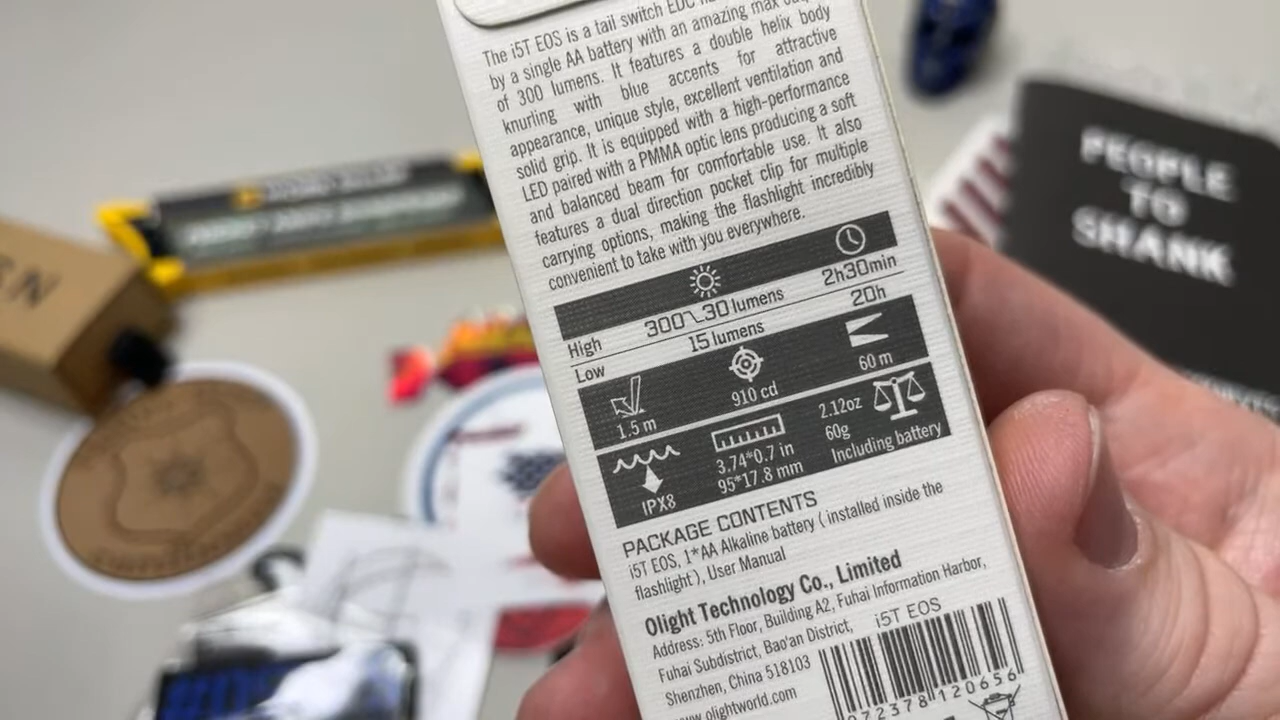 The i5T EOS is a tail switch EDC
by a single AA battery with an amazing max
of 300 lumens. It features a double helix body
knurling with blue accents for attractive
appearance, unique style, excellent ventilation and
solid grip. It is equipped with a high-performance
LED paired with a PMMA optic lens producing a soft
and balanced beam for comfortable use. It also
features a dual direction pocket clip for multiple
carrying options, making the flashlight incredibly
convenient to take with you everywhere.
High 300~30 lumens 2h30min
Low 15 lumens 20h
1.5 m 910 cd 60 m
IPX8 3.74*0.7 in 95*17.8 mm 2.12oz 60g Including battery
PACKAGE CONTENTS
i5T EOS, 1*AA Alkaline battery ( installed inside the
flashlight ), User Manual
Olight Technology Co., Limited
Address: 5th Floor, Building A2, Fuhai Information Harbor,
Fuhai Subdistrict, Bao'an District,
Shenzhen, China 518103
www.olightworld.com
i5T EOS
72378 120656
PEOPLE
TO
SHANK